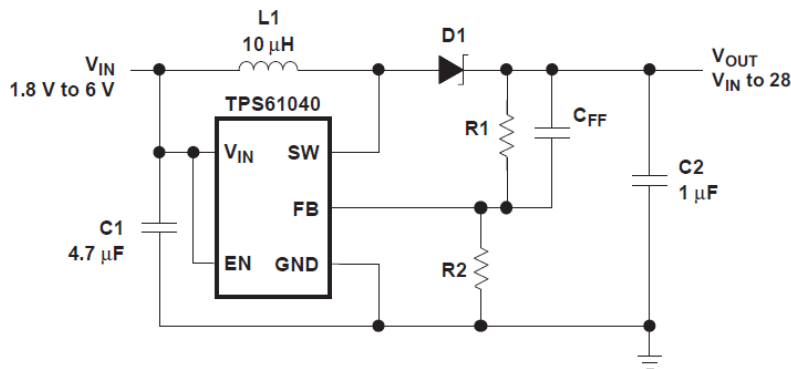 L1
10 μH
D1
VIN
1.8 V to 6 V
VOUT
VIN to 28
TPS61040
VIN
SW
R1
CFF
FB
C2
1 μF
C1
4.7 μF
EN
GND
R2